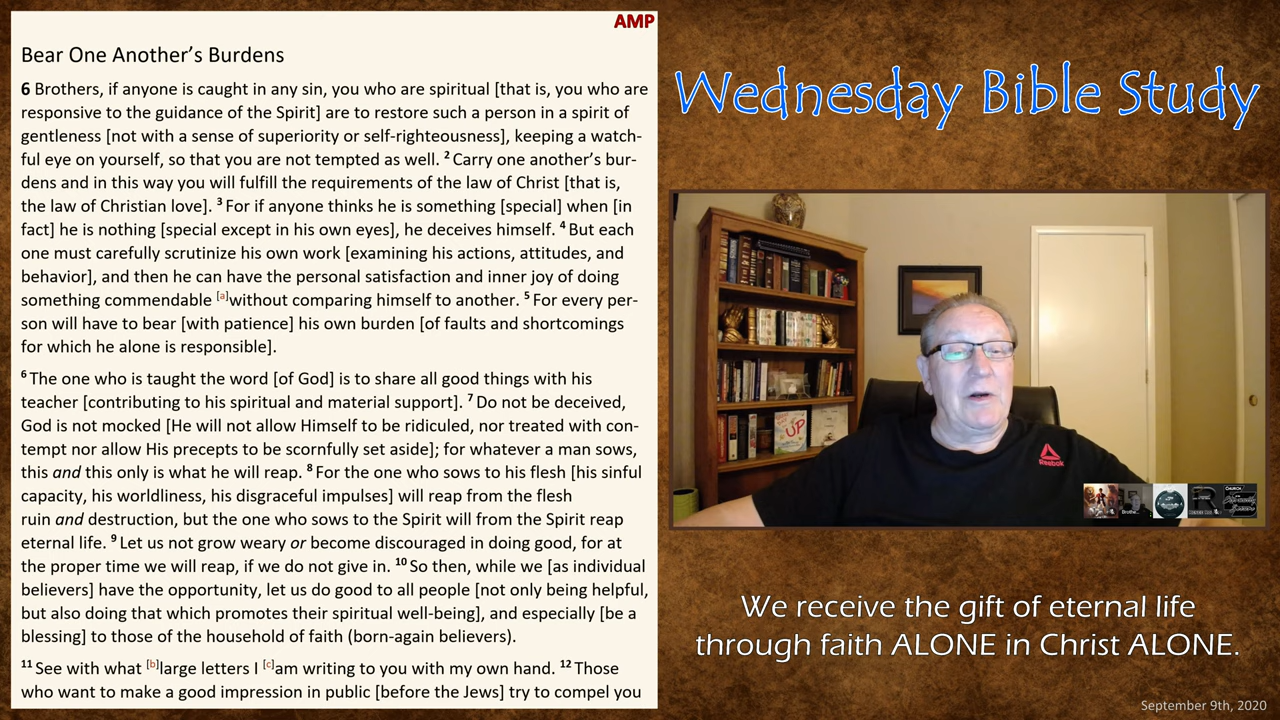 AMP
Bear One Another’s Burdens
6 Brothers, if anyone is caught in any sin, you who are spiritual [that is, you who are
responsive to the guidance of the Spirit] are to restore such a person in a spirit of
gentleness [not with a sense of superiority or self-righteousness], keeping a watch-
ful eye on yourself, so that you are not tempted as well. 2 Carry one another’s bur-
dens and in this way you will fulfill the requirements of the law of Christ [that is,
the law of Christian love]. 3 For if anyone thinks he is something [special] when [in
fact] he is nothing [special except in his own eyes], he deceives himself. 4 But each
one must carefully scrutinize his own work [examining his actions, attitudes, and
behavior], and then he can have the personal satisfaction and inner joy of doing
something commendable [a]without comparing himself to another. 5 For every per-
son will have to bear [with patience] his own burden [of faults and shortcomings
for which he alone is responsible].
6 The one who is taught the word [of God] is to share all good things with his
teacher [contributing to his spiritual and material support]. 7 Do not be deceived,
God is not mocked [He will not allow Himself to be ridiculed, nor treated with con-
tempt nor allow His precepts to be scornfully set aside]; for whatever a man sows,
this and this only is what he will reap. 8 For the one who sows to his flesh [his sinful
capacity, his worldliness, his disgraceful impulses] will reap from the flesh
ruin and destruction, but the one who sows to the Spirit will from the Spirit reap
eternal life. 9 Let us not grow weary or become discouraged in doing good, for at
the proper time we will reap, if we do not give in. 10 So then, while we [as individual
believers] have the opportunity, let us do good to all people [not only being helpful,
but also doing that which promotes their spiritual well-being], and especially [be a
blessing] to those of the household of faith (born-again believers).
11 See with what [b]large letters I [c]am writing to you with my own hand. 12 Those
who want to make a good impression in public [before the Jews] try to compel you
Wednesday Bible Study
UP
Reebok
Brothe...
We receive the gift of eternal life
through faith ALONE in Christ ALONE.
September 9th, 2020